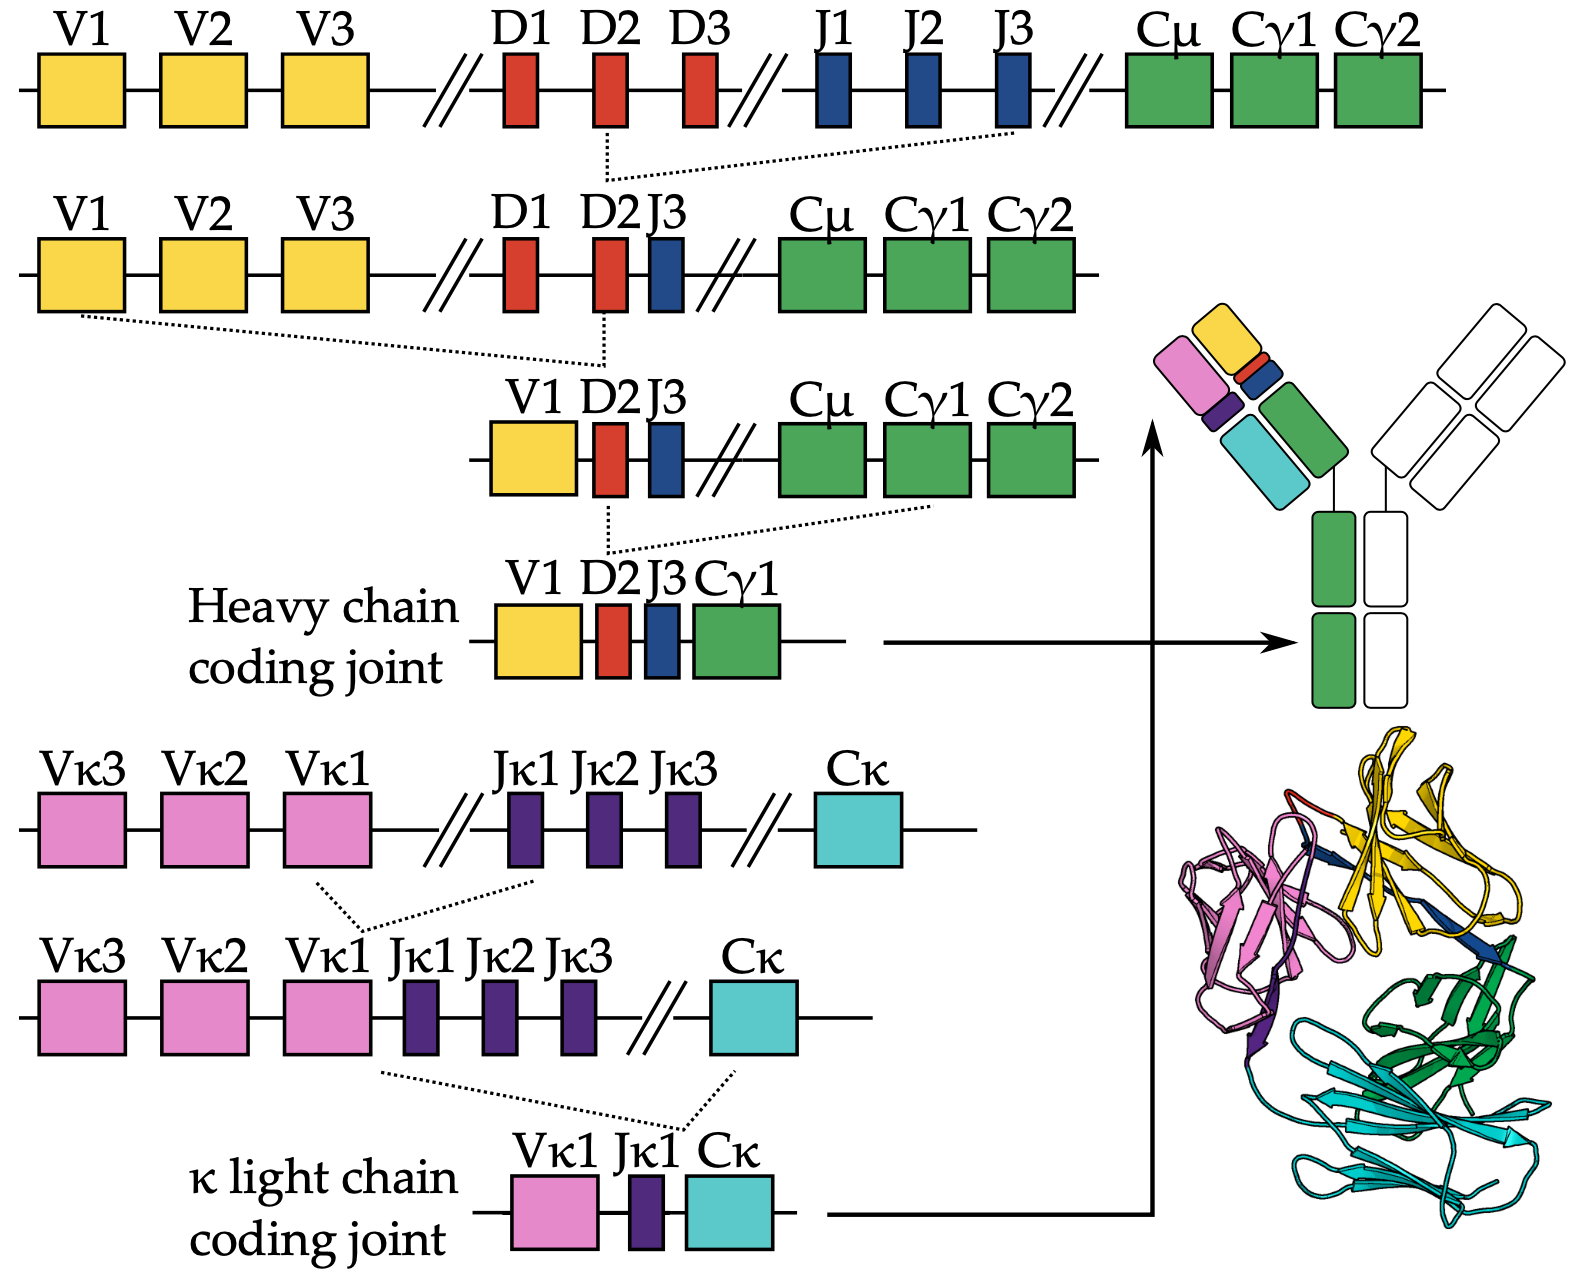 V1 V2 V3 D1 D2 D3 J1 J2 J3 Cμ Cγ1 Cγ2
V1 V2 V3 D1 D2 J3 Cμ Cγ1 Cγ2
V1 D2 J3 Cμ Cγ1 Cγ2
V1 D2 J3 Cγ1
Heavy chain
coding joint
Vκ3 Vκ2 Vκ1 Jκ1 Jκ2 Jκ3 Cκ
Vκ3 Vκ2 Vκ1 Jκ1 Jκ2 Jκ3 Cκ
Vκ1 Jκ1 Cκ
κ light chain
coding joint